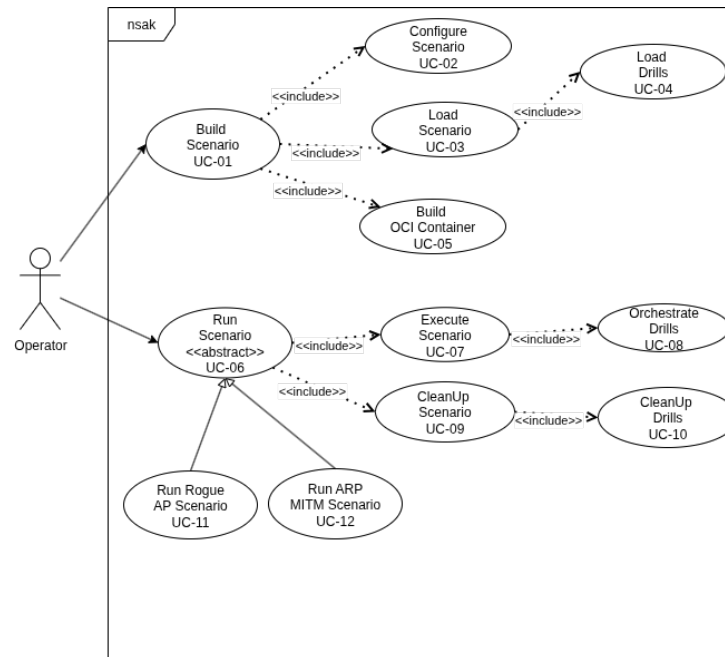 nsak
Configure
Scenario
UC-02
Load
Drills
UC-04
<<include>>
<<include>>
Build
Scenario
UC-01
Load
Scenario
UC-03
<<include>>
<<include>>
Build
OCI Container
UC-05
Operator
Run
Scenario
<<abstract>>
UC-06
<<include>>
Execute
Scenario
UC-07
<<include>>
Orchestrate
Drills
UC-08
<<include>>
CleanUp
Scenario
UC-09
<<include>>
CleanUp
Drills
UC-10
Run Rogue
AP Scenario
UC-11
Run ARP
MITM Scenario
UC-12